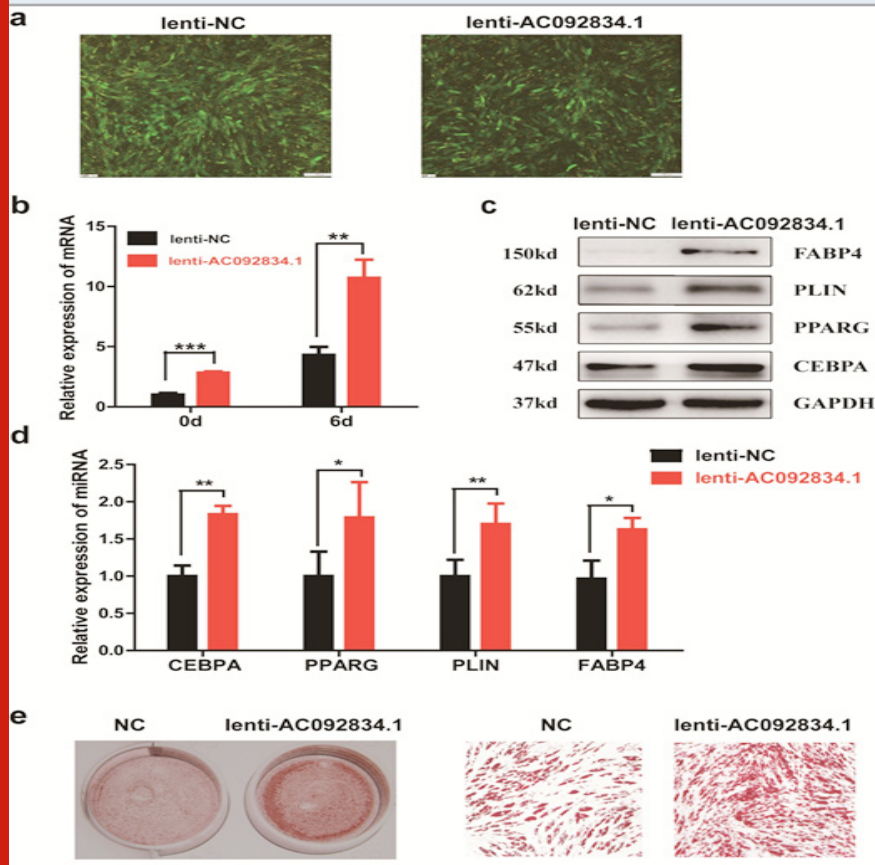 a
lenti-NC
lenti-AC092834.1
b
Relative expression of mRNA
15
10
5
0
lenti-NC
lenti-AC092834.1
***
**
0d
6d
c
lenti-NC lenti-AC092834.1
150kd FABP4
62kd PLIN
55kd PPARG
47kd CEBPA
37kd GAPDH
d
Relative expression of miRNA
2.5
2.0
1.5
1.0
0.5
0.0
**
*
**
*
CEBPA PPARG PLIN FABP4
lenti-NC
lenti-AC092834.1
e
NC lenti-AC092834.1
NC lenti-AC092834.1